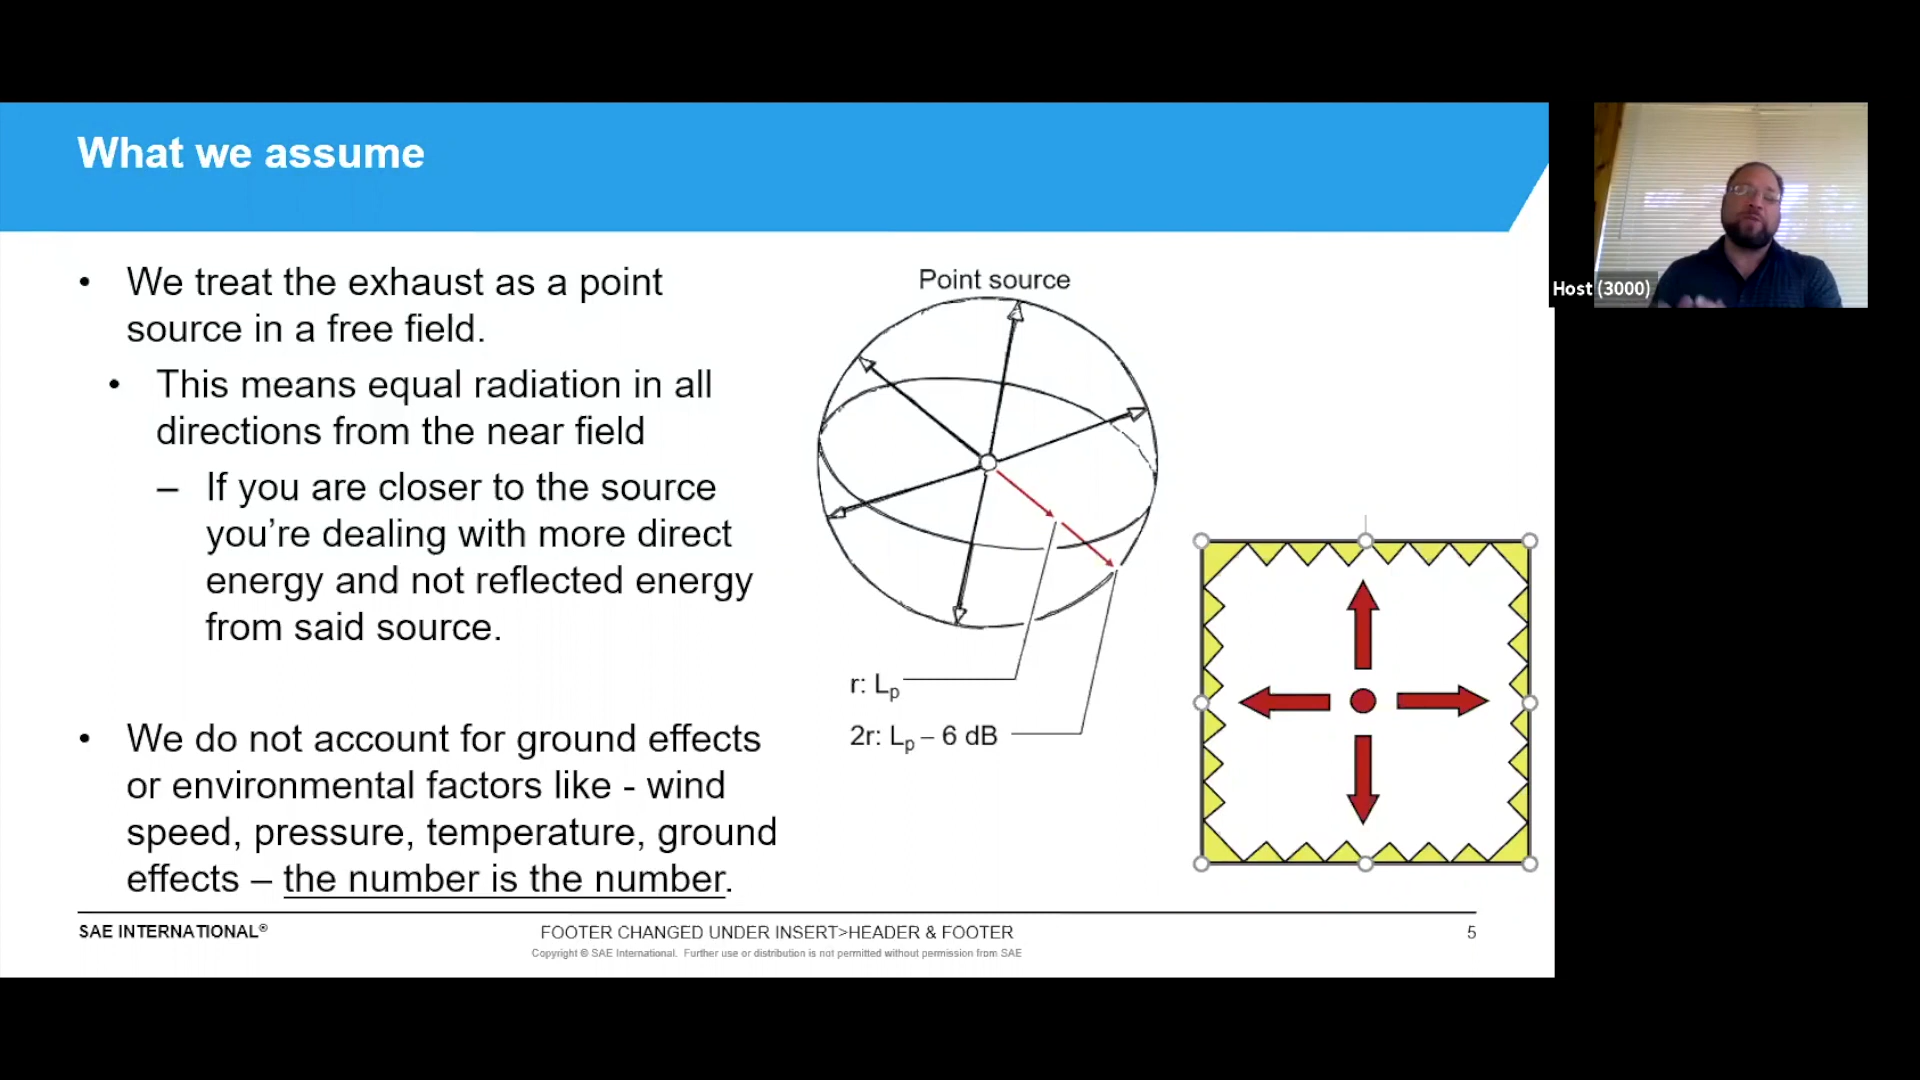 What we assume
• We treat the exhaust as a point
source in a free field.
• This means equal radiation in all
directions from the near field
– If you are closer to the source
you’re dealing with more direct
energy and not reflected energy
from said source.
• We do not account for ground effects
or environmental factors like - wind
speed, pressure, temperature, ground
effects – the number is the number.
Point source
r: Lp
2r: Lp – 6 dB
Host (3000)
SAE INTERNATIONAL®
FOOTER CHANGED UNDER INSERT>HEADER & FOOTER
5
Copyright © SAE International. Further use or distribution is not permitted without permission from SAE